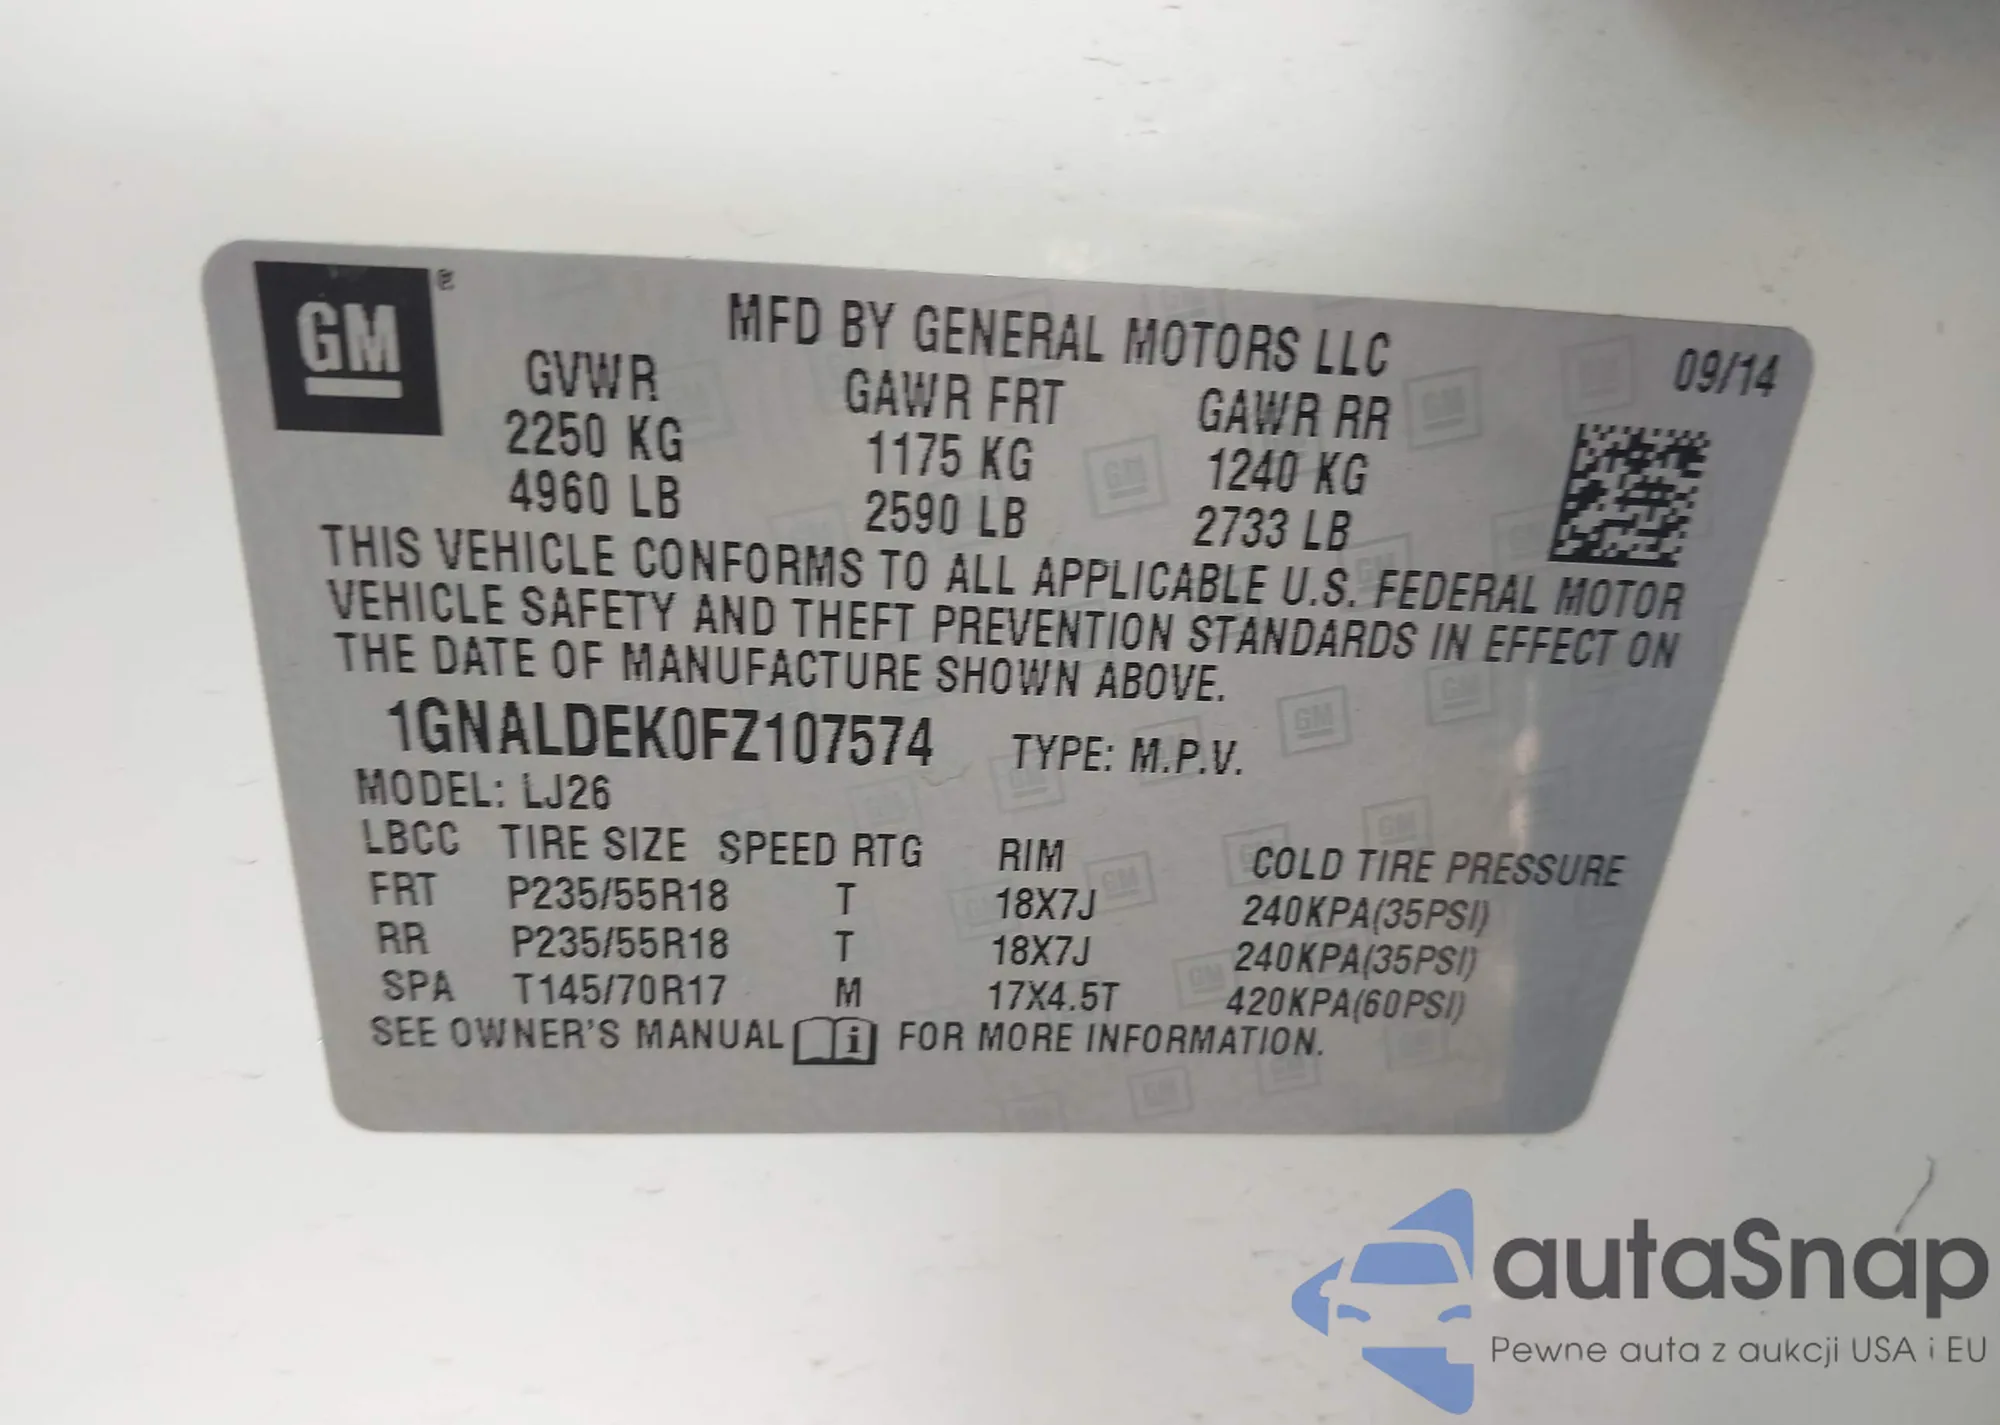 GM
MFD BY GENERAL MOTORS LLC
09/14
GVWR GAWR FRT GAWR RR
2250 KG 1175 KG 1240 KG
4960 LB 2590 LB 2733 LB
THIS VEHICLE CONFORMS TO ALL APPLICABLE U.S. FEDERAL MOTOR
VEHICLE SAFETY AND THEFT PREVENTION STANDARDS IN EFFECT ON
THE DATE OF MANUFACTURE SHOWN ABOVE.
1GNALDEK0FZ107574 TYPE: M.P.V.
MODEL: LJ26
LBCC TIRE SIZE SPEED RTG RIM COLD TIRE PRESSURE
FRT P235/55R18 T 18X7J 240KPA(35PSI)
RR P235/55R18 T 18X7J 240KPA(35PSI)
SPA T145/70R17 M 17X4.5T 420KPA(60PSI)
SEE OWNER'S MANUAL i FOR MORE INFORMATION.
autaSnap
Pewne auta z aukcji USA i EU